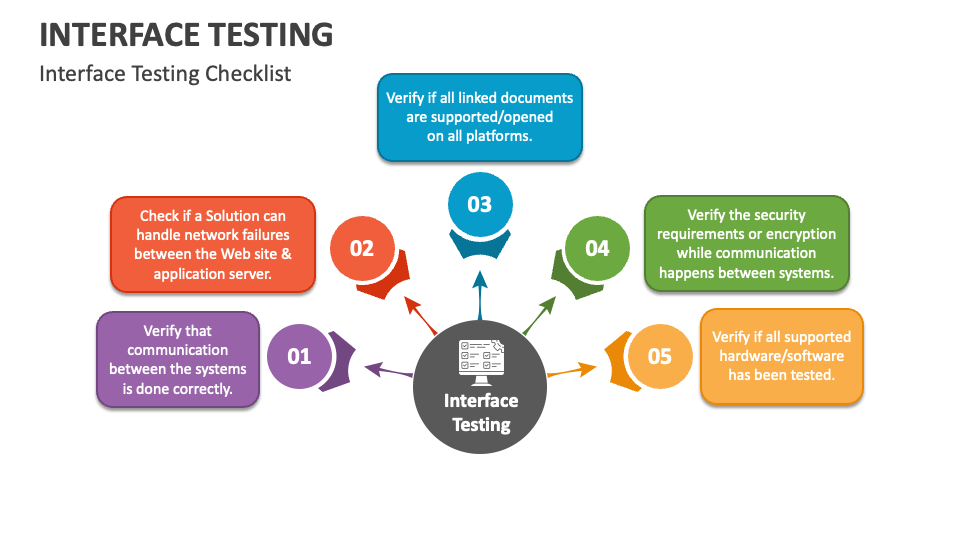 INTERFACE TESTING
Interface Testing Checklist
Verify if all linked documents
are supported/opened
on all platforms.
03
Check if a Solution can
handle network failures
between the Web site &
application server.
02
04
Verify the security
requirements or encryption
while communication
happens between systems.
Verify that
communication
between the systems
is done correctly.
01
05
Verify if all supported
hardware/software
has been tested.
Interface
Testing